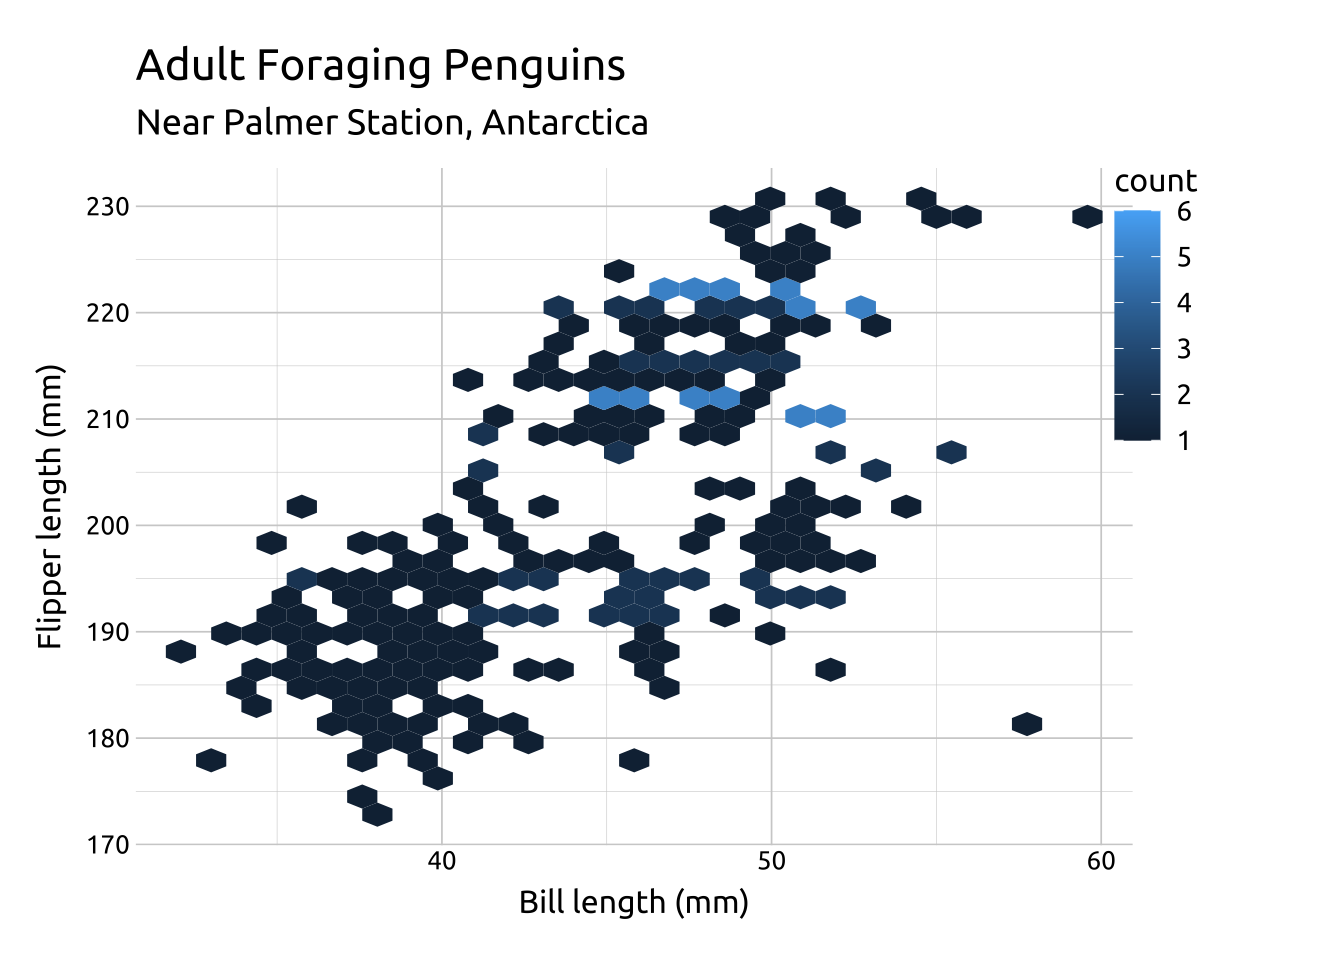 Adult Foraging Penguins
Near Palmer Station, Antarctica
count
6
5
4
3
2
1
230
220
210
200
190
180
170
Flipper length (mm)
40 50 60
Bill length (mm)